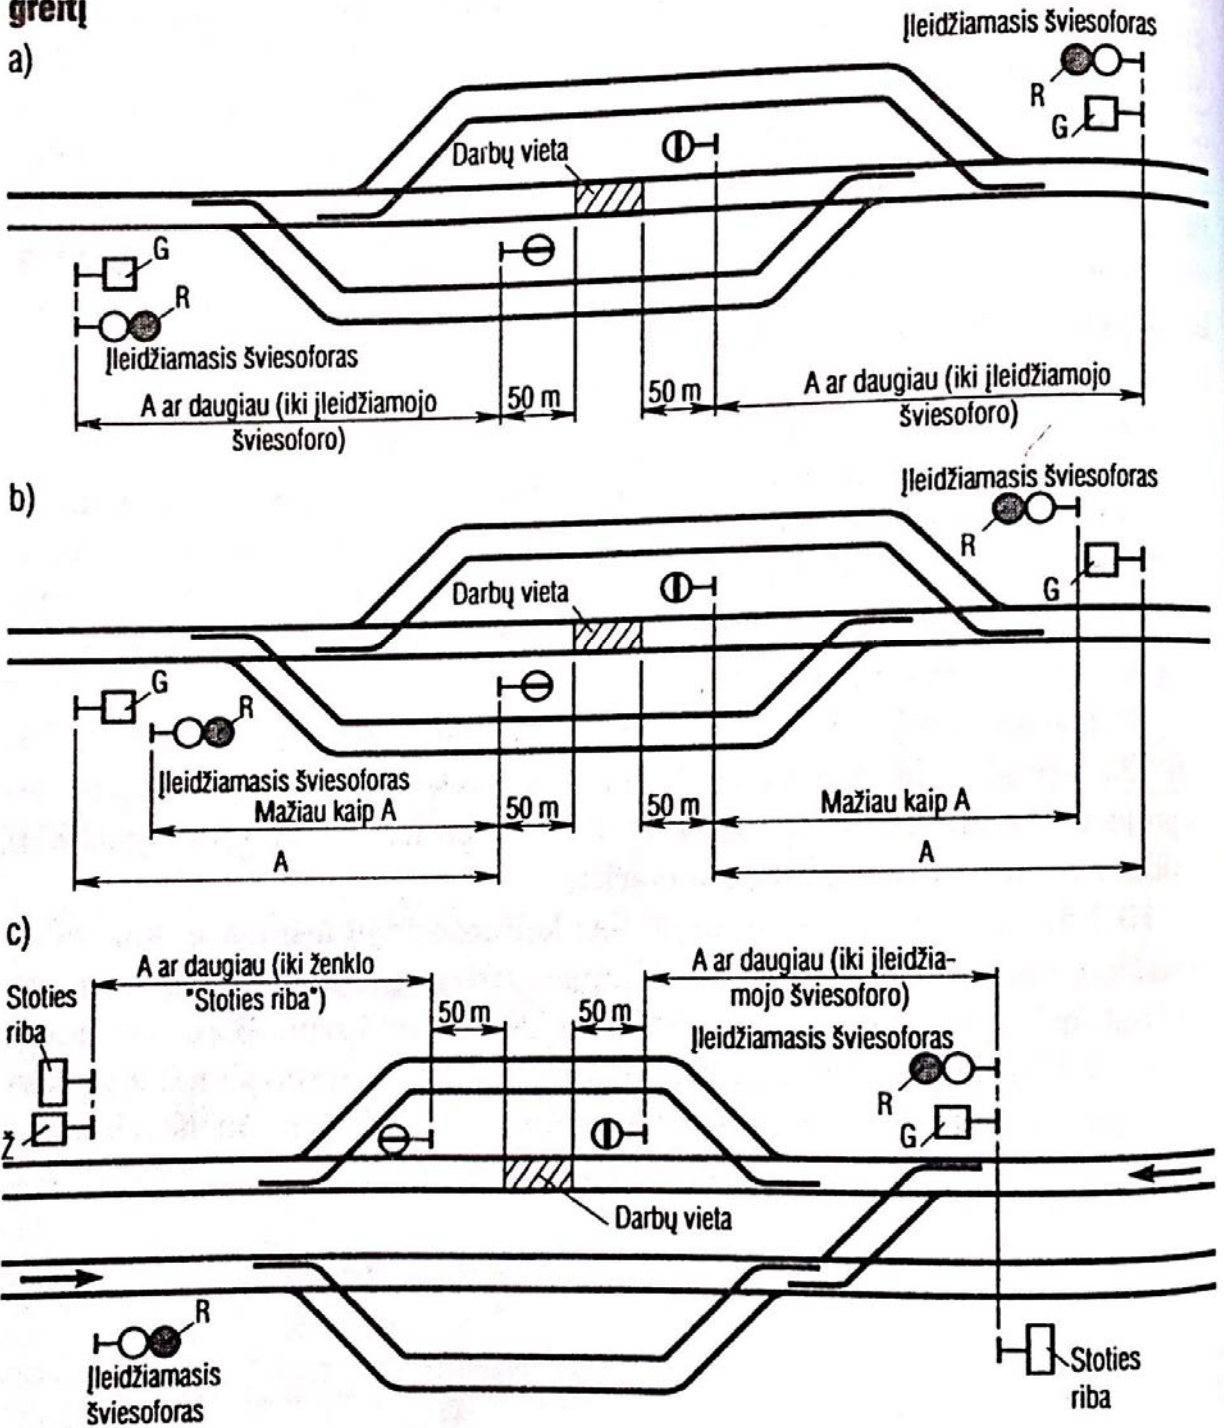 greitį
a)
Įleidžiamasis šviesoforas
R
G
Darbų vieta
G
R
Įleidžiamasis šviesoforas
A ar daugiau (iki įleidžiamojo
šviesoforo)
50 m
50 m
A ar daugiau (iki įleidžiamojo
šviesoforo)
b)
Įleidžiamasis šviesoforas
R
G
Darbų vieta
G
R
Įleidžiamasis šviesoforas
Mažiau kaip A
50 m
50 m
Mažiau kaip A
A
A
c)
A ar daugiau (iki ženklo
"Stoties riba")
A ar daugiau (iki įleidžia-
mojo šviesoforo)
Stoties
riba
50 m
50 m
Įleidžiamasis šviesoforas
R
G
Ž
Darbų vieta
R
Įleidžiamasis
šviesoforas
Stoties
riba